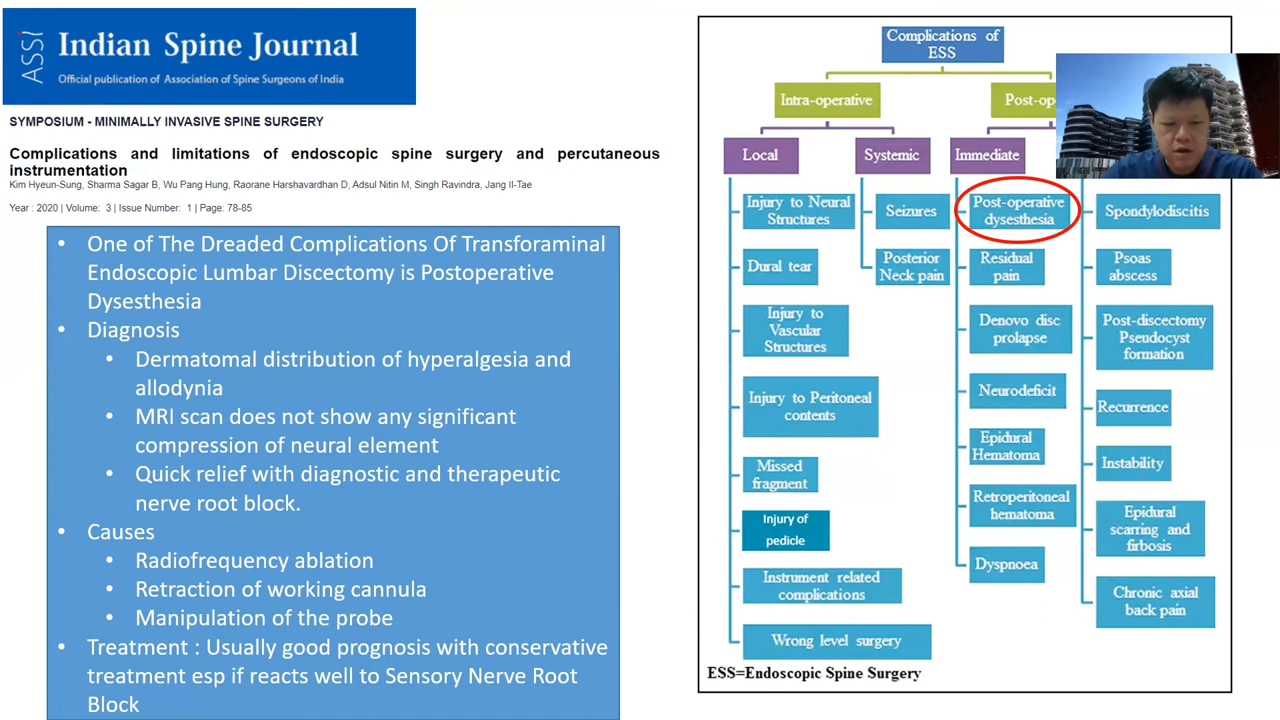 ASSI
Indian Spine Journal
Official publication of Association of Spine Surgeons of India
SYMPOSIUM - MINIMALLY INVASIVE SPINE SURGERY
Complications and limitations of endoscopic spine surgery and percutaneous
instrumentation
Kim Hyeun-Sung, Sharma Sagar B, Wu Pang Hung, Raorane Harshavardhan D, Adsul Nitin M, Singh Ravindra, Jang Il-Tae
Year : 2020 | Volume: 3 | Issue Number: 1 | Page: 78-85
• One of The Dreaded Complications Of Transforaminal
Endoscopic Lumbar Discectomy is Postoperative
Dysesthesia
• Diagnosis
• Dermatomal distribution of hyperalgesia and
allodynia
• MRI scan does not show any significant
compression of neural element
• Quick relief with diagnostic and therapeutic
nerve root block.
• Causes
• Radiofrequency ablation
• Retraction of working cannula
• Manipulation of the probe
• Treatment : Usually good prognosis with conservative
treatment esp if reacts well to Sensory Nerve Root
Block
Complications of
ESS
Intra-operative
Post-op
Local
Systemic
Immediate
Injury to Neural
Structures
Dural tear
Injury to
Vascular
Structures
Injury to Peritoneal
contents
Missed
fragment
Injury of
pedicle
Instrument related
complications
Wrong level surgery
Seizures
Posterior
Neck pain
Post-operative
dysesthesia
Residual
pain
Denovo disc
prolapse
Neurodeficit
Epidural
Hematoma
Retroperitoneal
hematoma
Dyspnoea
Spondylodiscitis
Psoas
abscess
Post-discectomy
Pseudocyst
formation
Recurrence
Instability
Epidural
scarring and
firbosis
Chronic axial
back pain
ESS=Endoscopic Spine Surgery